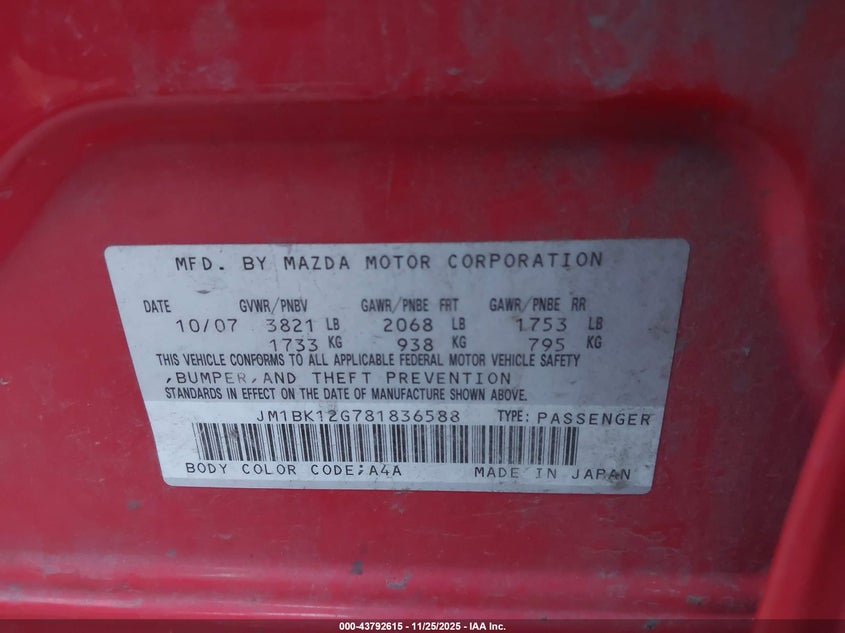 MFD. BY MAZDA MOTOR CORPORATION
DATE GVWR/PNBV GAWR/PNBE FRT GAWR/PNBE RR
10/07 3821 LB 2068 LB 1753 LB
1733 KG 938 KG 795 KG
THIS VEHICLE CONFORMS TO ALL APPLICABLE FEDERAL MOTOR VEHICLE SAFETY
,BUMPER,AND THEFT PREVENTION
STANDARDS IN EFFECT ON THE DATE OF MANUFACTURE SHOWN ABOVE.
JM1BK12G781836588 TYPE: PASSENGER
BODY COLOR CODE;A4A MADE IN JAPAN
000-43792615 - 11/25/2025 - IAA Inc.